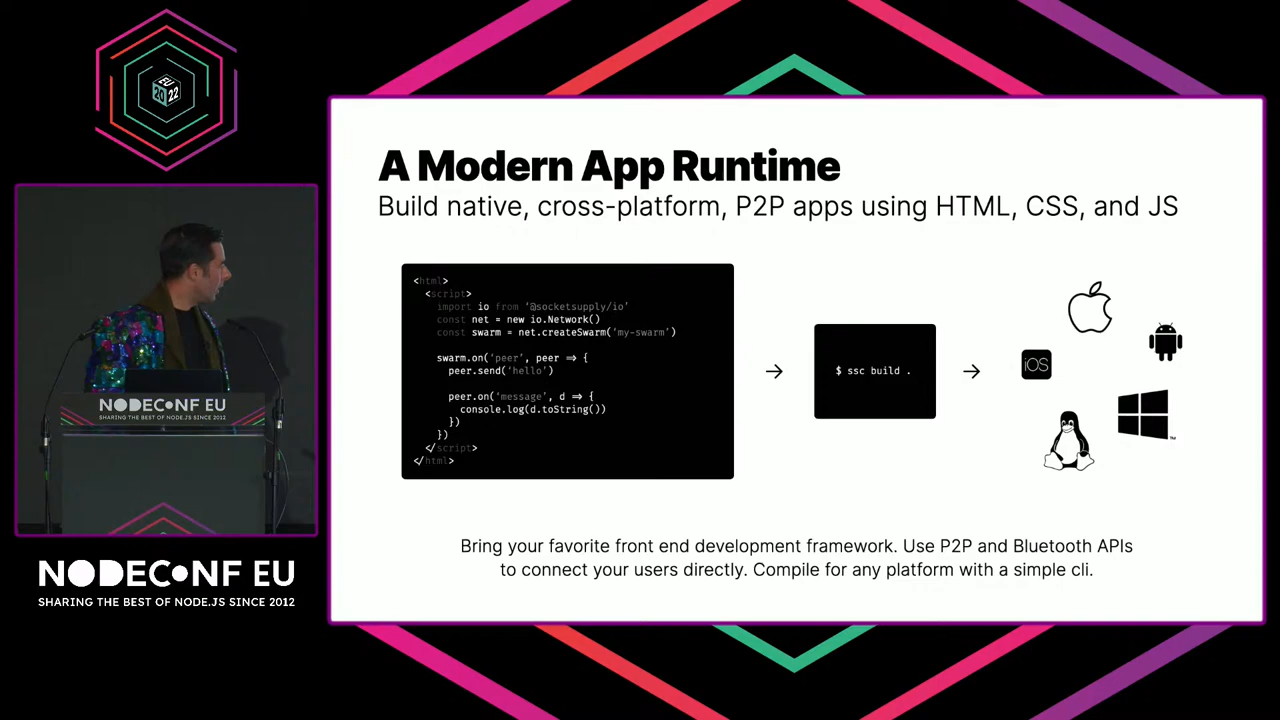 EU
20
22
A Modern App Runtime
Build native, cross-platform, P2P apps using HTML, CSS, and JS
<html>
<script>
import io from '@socketsupply/io'
const net = new io.Network()
const swarm = net.createSwarm('my-swarm')
swarm.on('peer', peer => {
peer.send('hello')
peer.on('message', d => {
console.log(d.toString())
})
})
</script>
</html>
$ ssc build .
iOS
TM
Bring your favorite front end development framework. Use P2P and Bluetooth APIs
to connect your users directly. Compile for any platform with a simple cli.
NODECONF EU
SHARING THE BEST OF NODE.JS SINCE 2012
NODECONF EU
SHARING THE BEST OF NODE.JS SINCE 2012